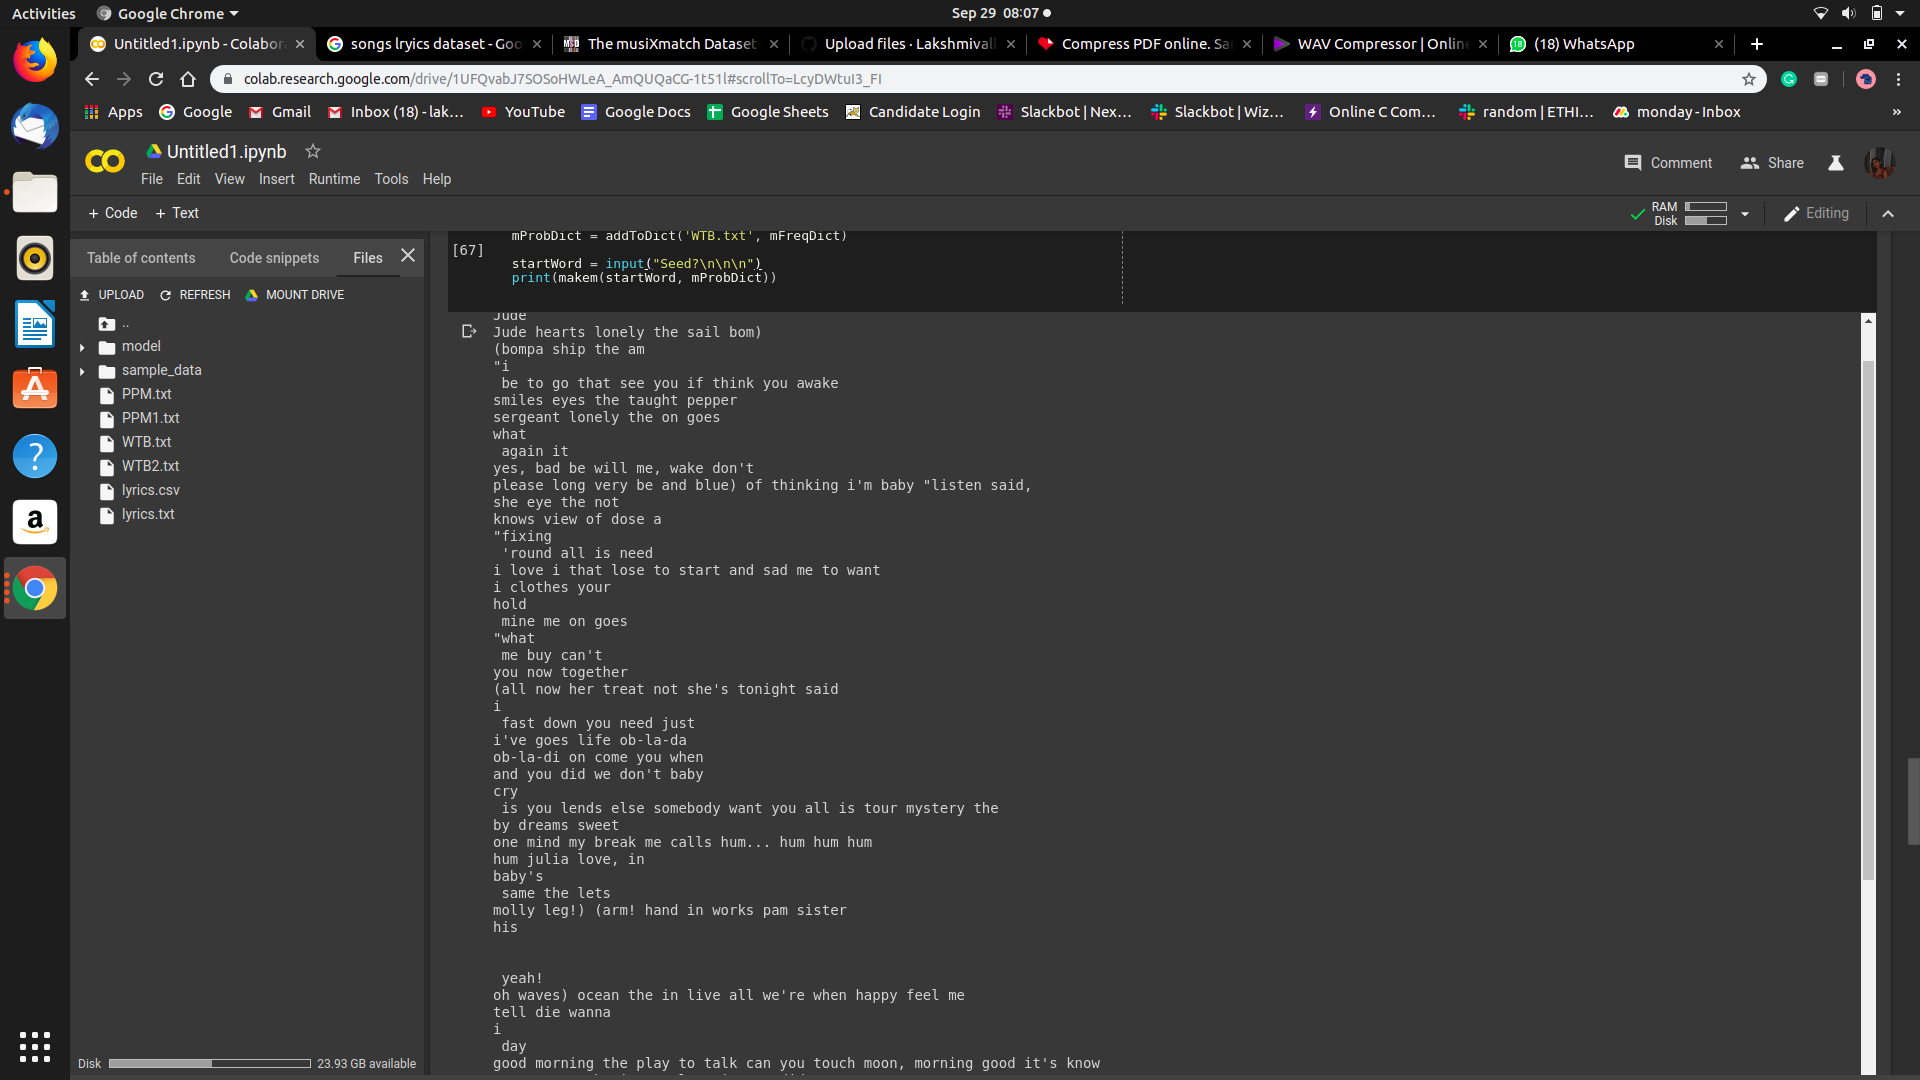 Activities
Google Chrome
Sep 29 08:07
Untitled1.ipynb - Colabor
songs lryics dataset - Goo
The musiXmatch Dataset
Upload files · Lakshmivall
Compress PDF online. Sa
WAV Compressor | Online
(18) WhatsApp
colab.research.google.com/drive/1UFQvabJ7SOSoHWLeA_AmQUQaCG-1t51l#scrollTo=LcyDWtuI3_FI
Apps
Google
Gmail
Inbox (18) - lak...
YouTube
Google Docs
Google Sheets
Candidate Login
Slackbot | Nex...
Slackbot | Wiz...
Online C Com...
random | ETHI...
monday - Inbox
»
Untitled1.ipynb
File Edit View Insert Runtime Tools Help
Comment
Share
+ Code + Text
RAM
Disk
Editing
Table of contents
Code snippets
Files
UPLOAD
REFRESH
MOUNT DRIVE
..
model
sample_data
PPM.txt
PPM1.txt
WTB.txt
WTB2.txt
lyrics.csv
lyrics.txt
Disk
23.93 GB available
[67]
mProbDict = addToDict('WTB.txt', mFreqDict)
startWord = input("Seed?\n\n\n")
print(makem(startWord, mProbDict))
Jude
Jude hearts lonely the sail bom)
(bompa ship the am
"i
be to go that see you if think you awake
smiles eyes the taught pepper
sergeant lonely the on goes
what
again it
yes, bad be will me, wake don't
please long very be and blue) of thinking i'm baby "listen said,
she eye the not
knows view of dose a
"fixing
'round all is need
i love i that lose to start and sad me to want
i clothes your
hold
mine me on goes
"what
me buy can't
you now together
(all now her treat not she's tonight said
i
fast down you need just
i've goes life ob-la-da
ob-la-di on come you when
and you did we don't baby
cry
is you lends else somebody want you all is tour mystery the
by dreams sweet
one mind my break me calls hum... hum hum hum
hum julia love, in
baby's
same the lets
molly leg!) (arm! hand in works pam sister
his
yeah!
oh waves) ocean the in live all we're when happy feel me
tell die wanna
i
day
good morning the play to talk can you touch moon, morning good it's know